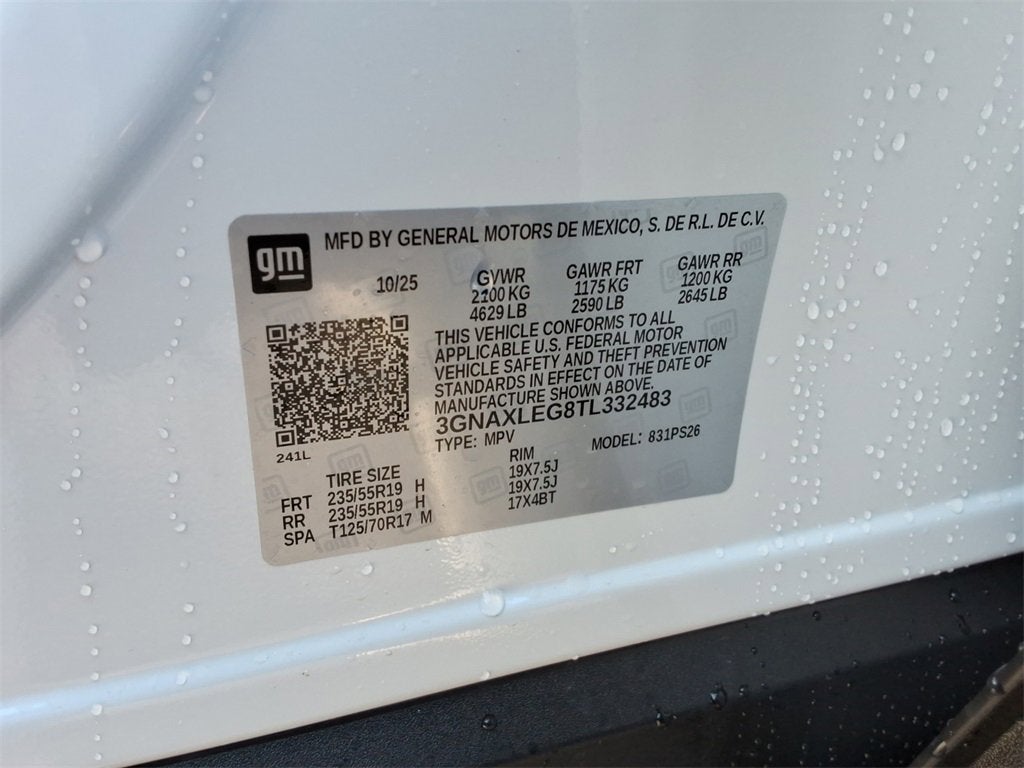 gm
MFD BY GENERAL MOTORS DE MEXICO, S. DE R.L. DE C.V.
10/25 GVWR GAWR FRT GAWR RR
2100 KG 1175 KG 1200 KG
4629 LB 2590 LB 2645 LB
THIS VEHICLE CONFORMS TO ALL
APPLICABLE U.S. FEDERAL MOTOR
VEHICLE SAFETY AND THEFT PREVENTION
STANDARDS IN EFFECT ON THE DATE OF
MANUFACTURE SHOWN ABOVE.
3GNAXLEG8TL332483
TYPE: MPV MODEL: 831PS26
241L
TIRE SIZE RIM
FRT 235/55R19 H 19X7.5J
RR 235/55R19 H 19X7.5J
SPA T125/70R17 M 17X4BT